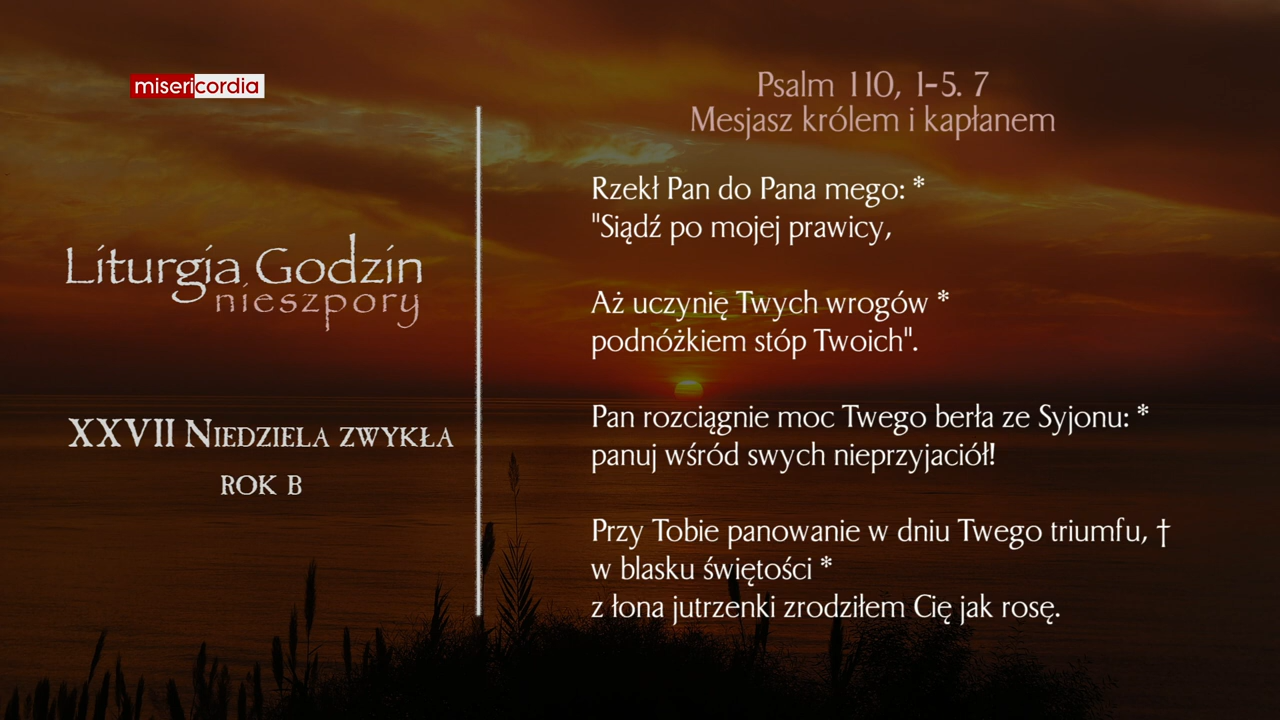 misericordia
Liturgia Godzin
nieszpory
XXVII Niedziela zwykła
rok B
Psalm 110, 1-5. 7
Mesjasz królem i kapłanem
Rzekł Pan do Pana mego: *
"Siądź po mojej prawicy,
Aż uczynię Twych wrogów *
podnóżkiem stóp Twoich".
Pan rozciągnie moc Twego berła ze Syjonu: *
panuj wśród swych nieprzyjaciół!
Przy Tobie panowanie w dniu Twego triumfu, †
w blasku świętości *
z łona jutrzenki zrodziłem Cię jak rosę.